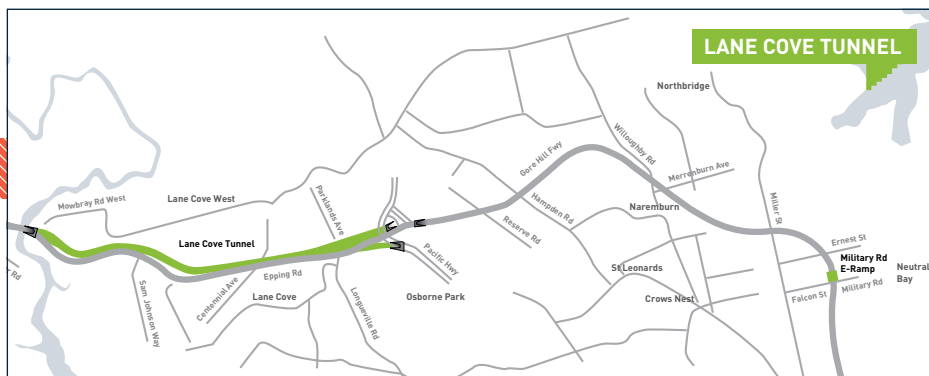 LANE COVE TUNNEL
Northbridge
Willoughby Rd
Gore Hill Fwy
Merrenburn Ave
Mowbray Rd West
Lane Cove West
Parklands Ave
Hampden Rd
Naremburn
Miller St
Reserve Rd
Lane Cove Tunnel
Ernest St
Pacific Hwy
Military Rd
E-Ramp
Neutral
Bay
Epping Rd
St Leonards
Sam Johnson Way
Centennial Ave
Lane Cove
Longueville Rd
Osborne Park
Crows Nest
Falcon St
Military Rd
Rd